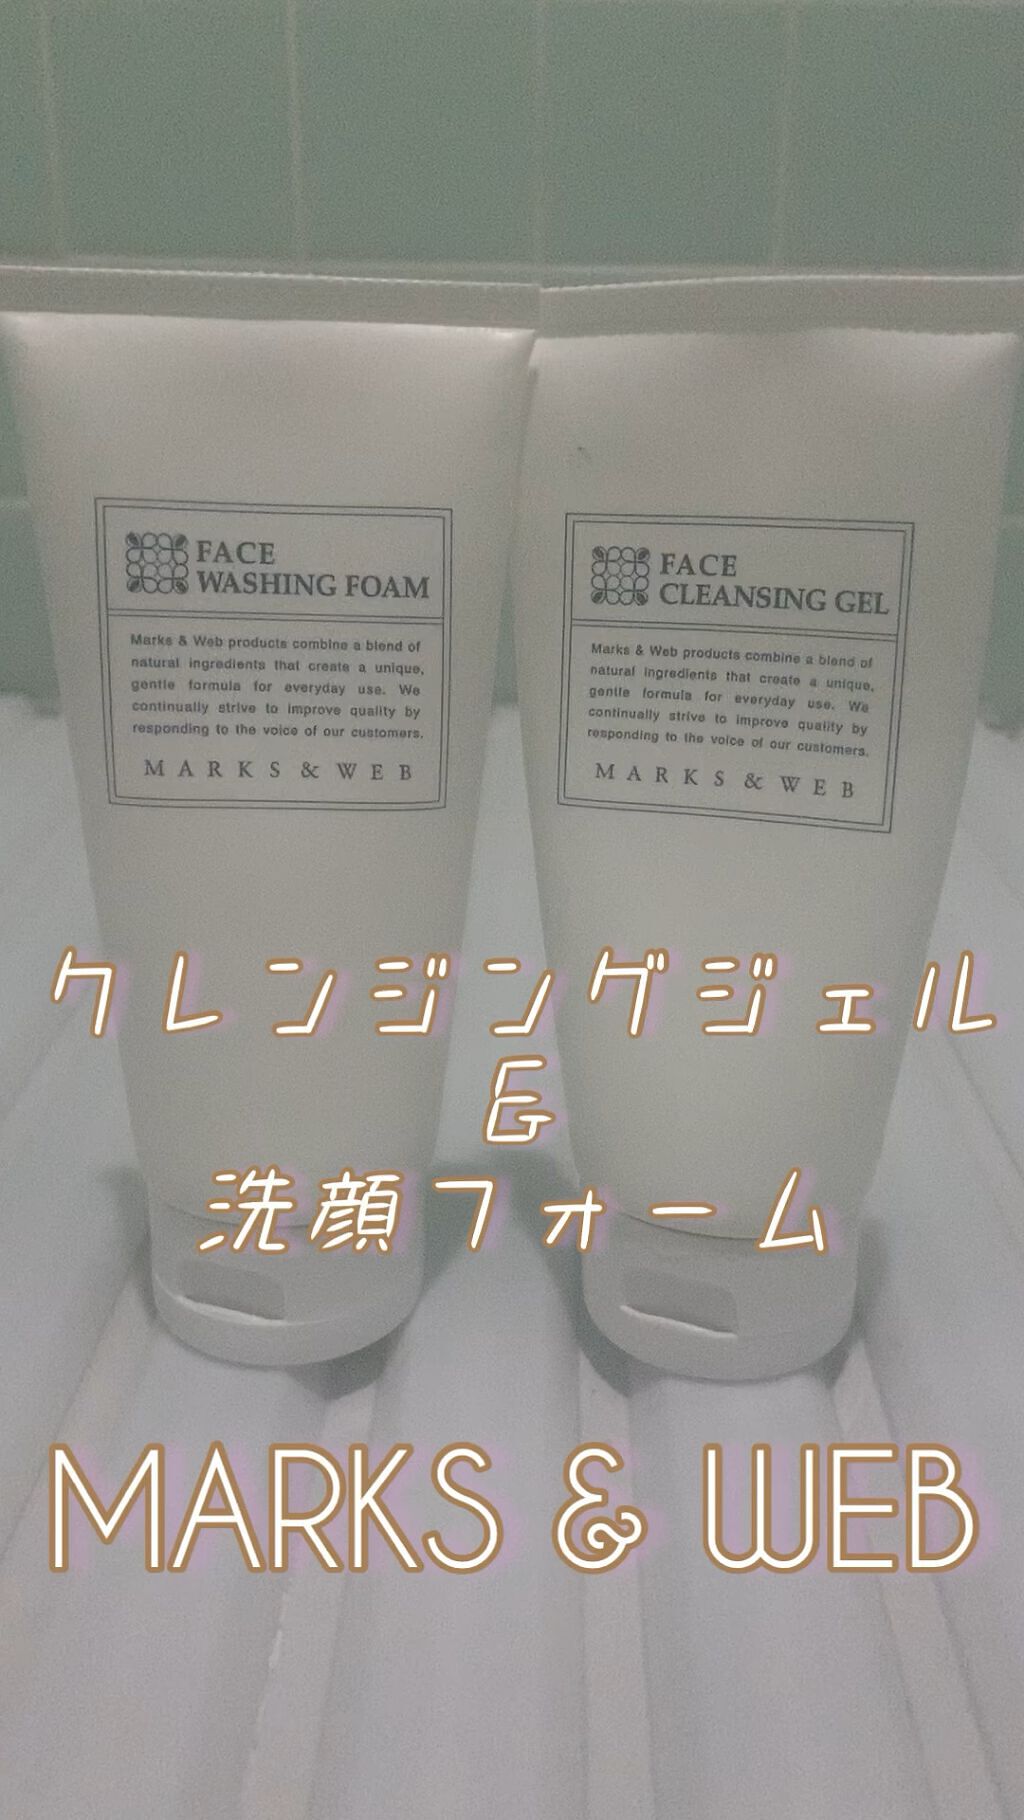 FACE
WASHING FOAM
Marks & Web products combine a blend of
natural ingredients that create a unique,
gentle formula for everyday use. We
continually strive to improve quality by
responding to the voice of our customers.
MARKS & WEB
FACE
CLEANSING GEL
Marks & Web products combine a blend of
natural ingredients that create a unique,
gentle formula for everyday use. We
continually strive to improve quality by
responding to the voice of our customers.
MARKS & WEB
クレンジングジェル
&
洗顔フォーム
MARKS & WEB